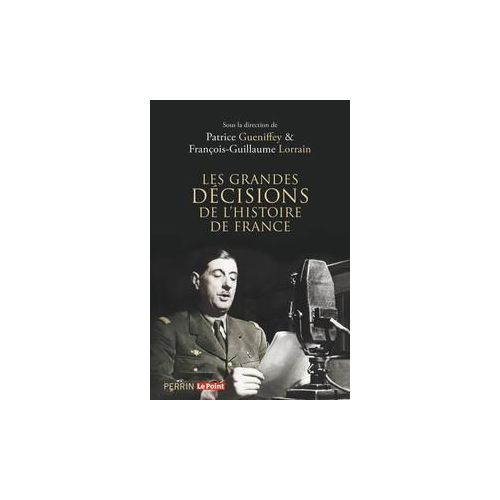 Sous la direction de
Patrice Gueniffey &
François-Guillaume Lorrain
LES GRANDES
DÉCISIONS
DE L'HISTOIRE
DE FRANCE
PERRIN Le Point